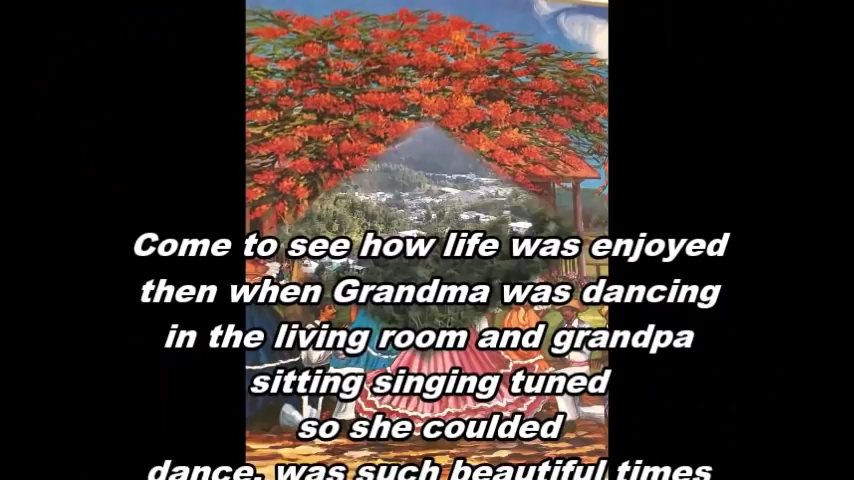 Come to see how life was enjoyed
then when Grandma was dancing
in the living room and grandpa
sitting singing tuned
so she coulded
dance, was such beautiful times